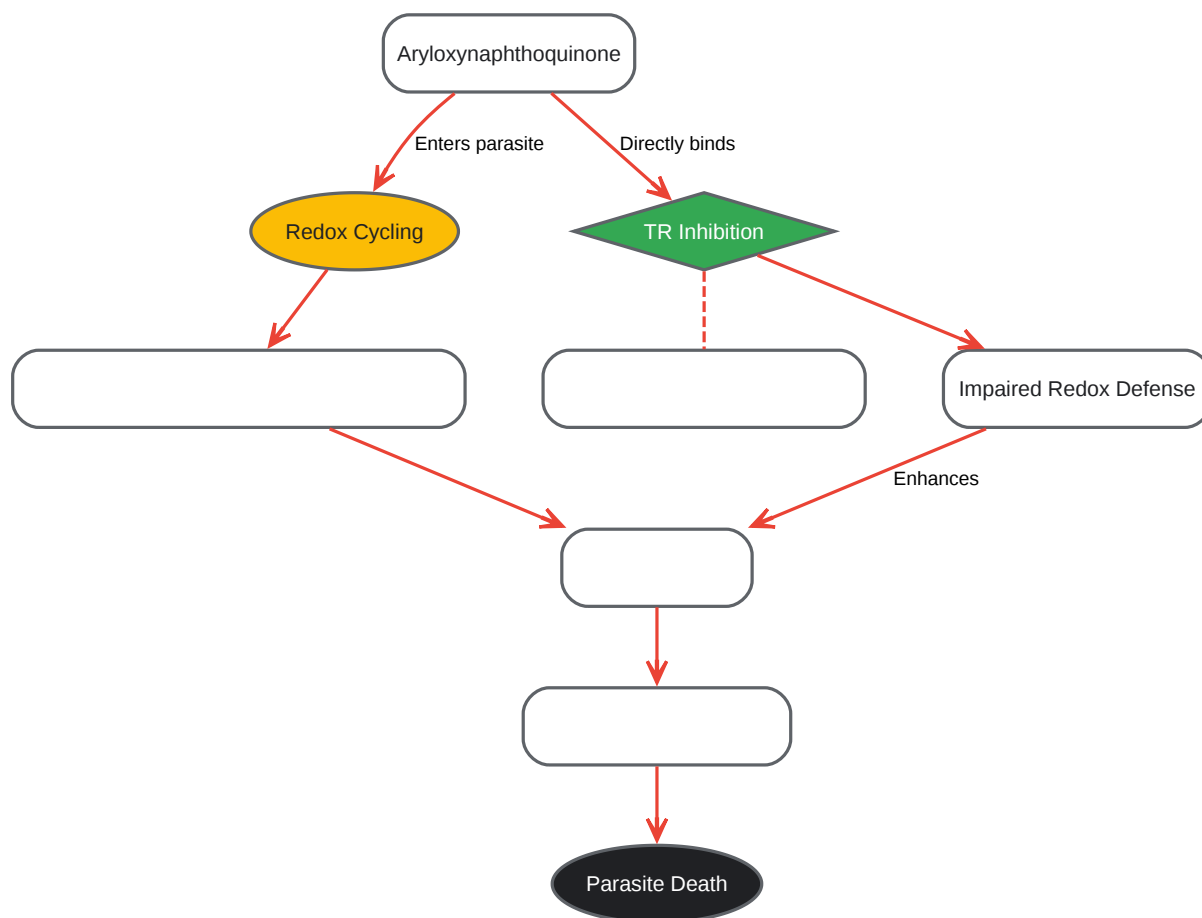 Aryloxynaphthoquinone
Enters parasite
Directly binds
Redox Cycling
TR Inhibition
Impaired Redox Defense
Enhances
Parasite Death